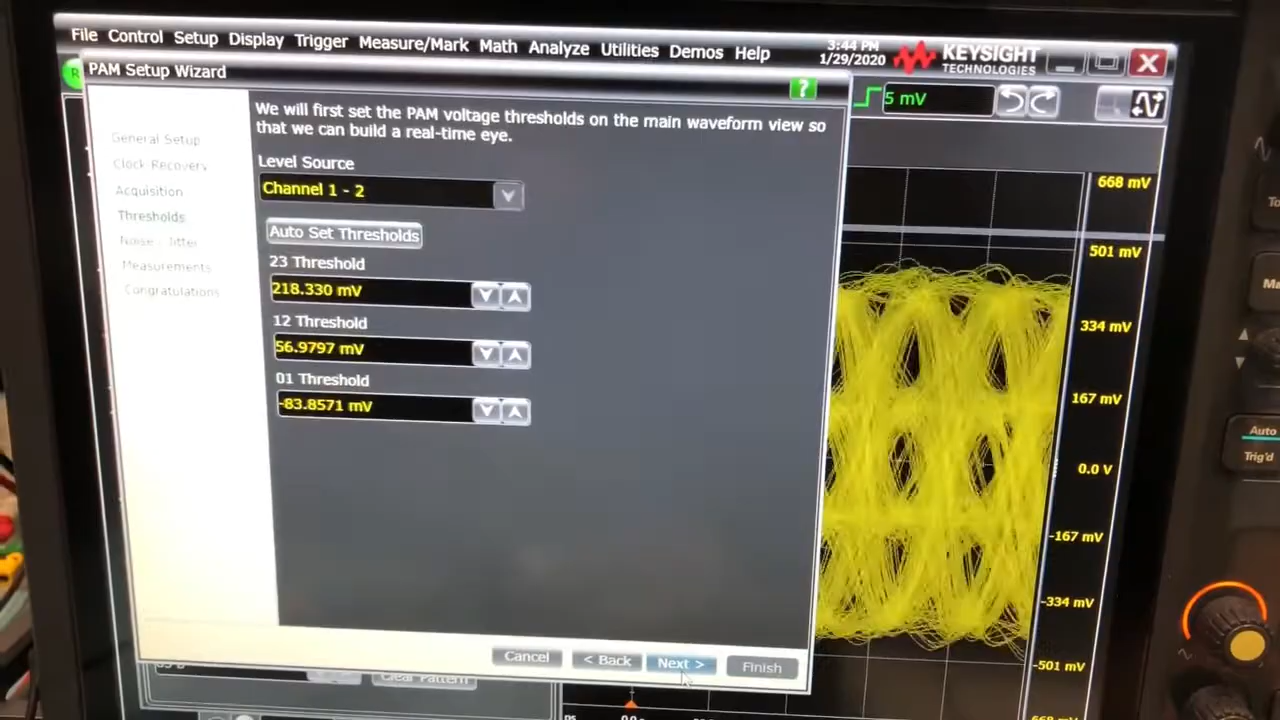 File Control Setup Display Trigger Measure/Mark Math Analyze Utilities Demos Help
3:44 PM
1/29/2020
KEYSIGHT
TECHNOLOGIES
PAM Setup Wizard
?
5 mV
We will first set the PAM voltage thresholds on the main waveform view so
that we can build a real-time eye.
General Setup
Clock Recovery
Acquisition
Thresholds
Measurements
Congratulations
Level Source
Channel 1 - 2
Auto Set Thresholds
23 Threshold
218.330 mV
12 Threshold
56.9797 mV
01 Threshold
-83.8571 mV
Cancel
< Back
Next >
Finish
Clear Pattern
668 mV
501 mV
334 mV
167 mV
0.0 V
-167 mV
-334 mV
-501 mV
Auto
Trig'd